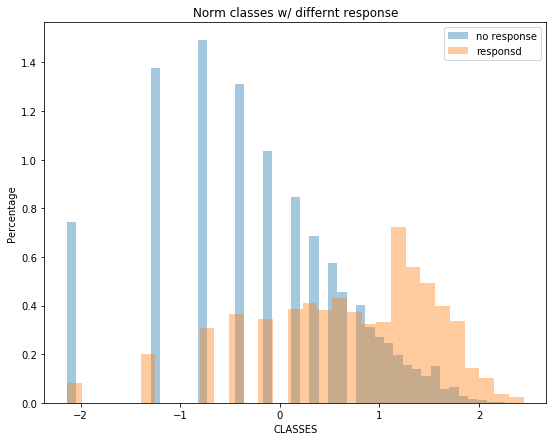 Norm classes w/ differnt response
no response
responsd
1.4
1.2
1.0
0.8
0.6
0.4
0.2
0.0
Percentage
−2 −1 0 1 2
CLASSES